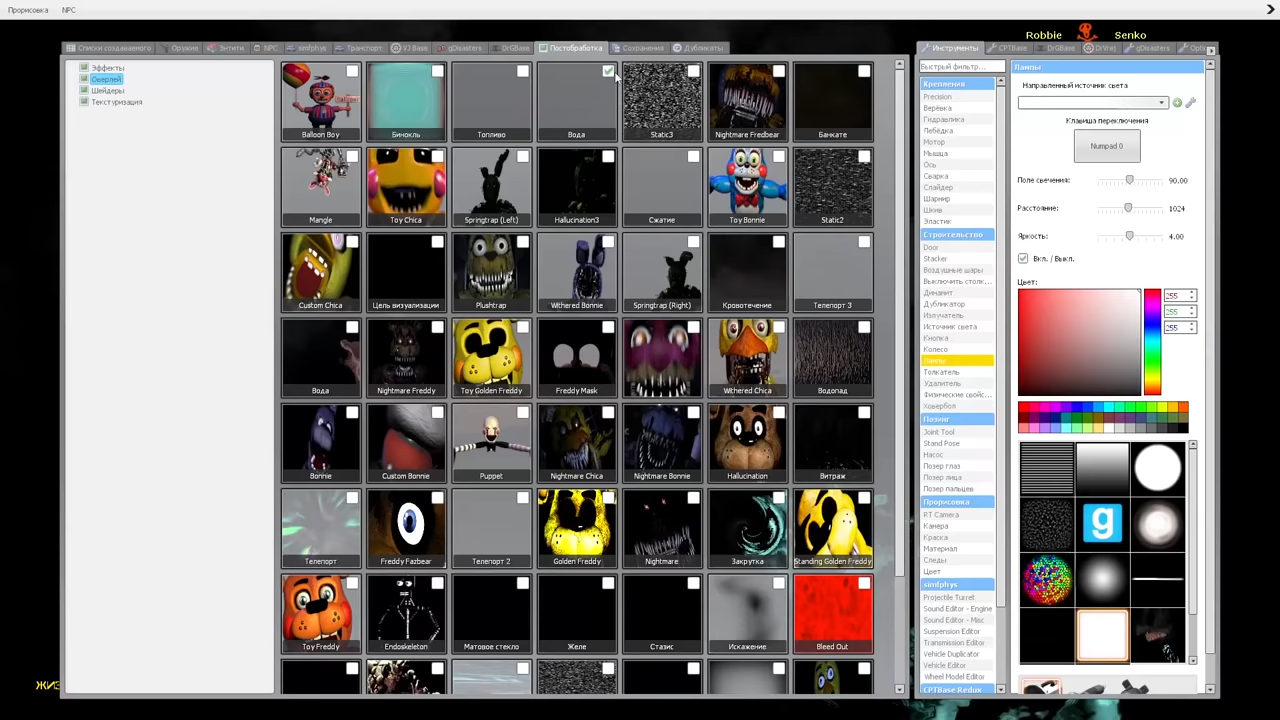 Прорисовка NPC
Robbie Senko
Списки создаваемого Оружие Энтити NPC simfphys Транспорт VJ Base gDisasters DrGBase Постобработка Сохранения Дубликаты
Инструменты CPTBase DrGBase DrVrej gDisasters
Эффекты
Оверлей
Шейдеры
Текстуризация
Balloon Boy Бинокль Топливо Вода Static3 Nightmare Fredbear Банкате
Mangle Toy Chica Springtrap (Left) Hallucination3 Сжатие Toy Bonnie Static2
Custom Chica Цель визуализации Plushtrap Withered Bonnie Springtrap (Right) Кровотечение Телепорт 3
Вода Nightmare Freddy Toy Golden Freddy Freddy Mask Withered Chica Водопад
Bonnie Custom Bonnie Puppet Nightmare Chica Nightmare Bonnie Hallucination Витраж
Телепорт Freddy Fazbear Телепорт 2 Golden Freddy Nightmare Закрутка Standing Golden Freddy
Toy Freddy Endoskeleton Матовое стекло Желе Стазис Искажение Bleed Out
Быстрый фильтр...
Крепления
Precision
Верёвка
Гидравлика
Лебёдка
Мотор
Мышца
Ось
Сварка
Слайдер
Шарнир
Шкив
Эластик
Строительство
Door
Stacker
Воздушные шары
Выключить столк...
Динамит
Дубликатор
Излучатель
Источник света
Кнопка
Колесо
Лампы
Толкатель
Удалитель
Физические свойс...
Ховербол
Позинг
Joint Tool
Stand Pose
Насос
Позер глаз
Позер лица
Позер пальцев
Прорисовка
RT Camera
Камера
Краска
Материал
Следы
Цвет
simfphys
Projectile Turret
Sound Editor - Engine
Sound Editor - Misc
Suspension Editor
Transmission Editor
Vehicle Duplicator
Vehicle Editor
Wheel Model Editor
CPTBase Redux
Лампы
Направленный источник света
Клавиша переключения
Numpad 0
Поле свечения: 90.00
Расстояние: 1024
Яркость: 4.00
Вкл. / Выкл.
Цвет:
255
255
255
g